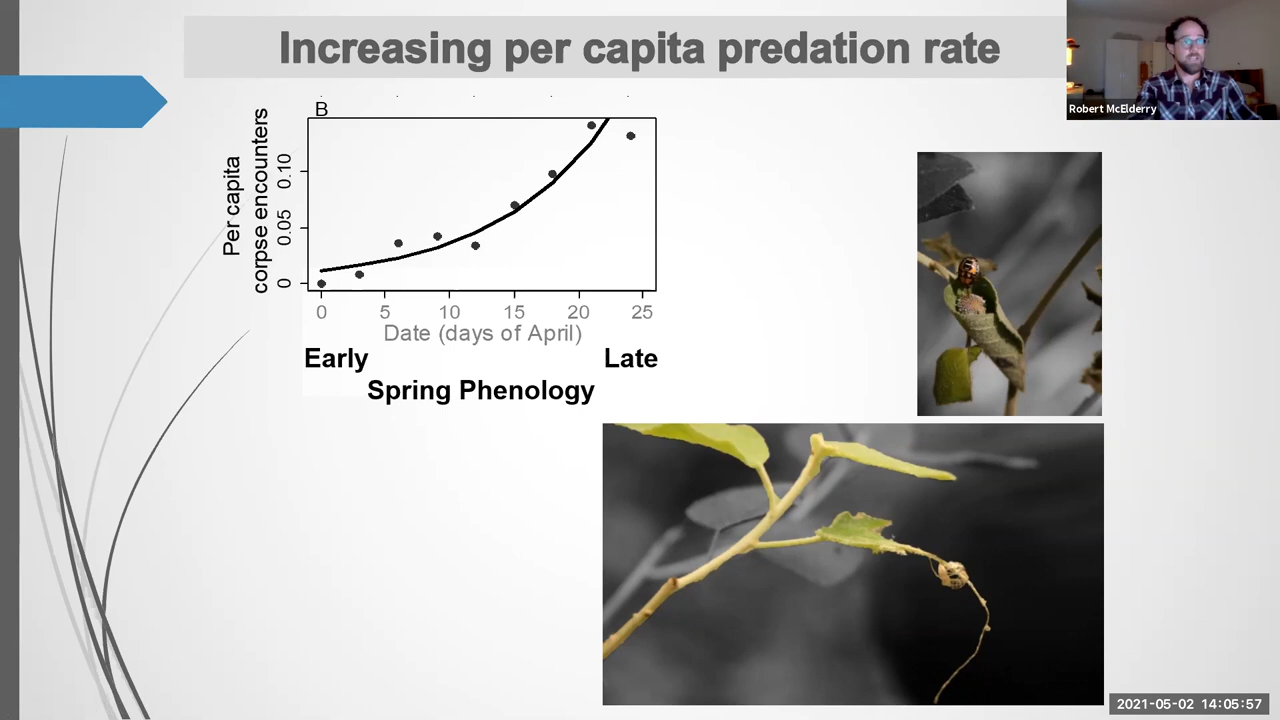 Increasing per capita predation rate
Robert McElderry
B
Per capita
corpse encounters
0.10
0.05
0
0 5 10 15 20 25
Date (days of April)
Early Late
Spring Phenology
2021-05-02 14:05:57